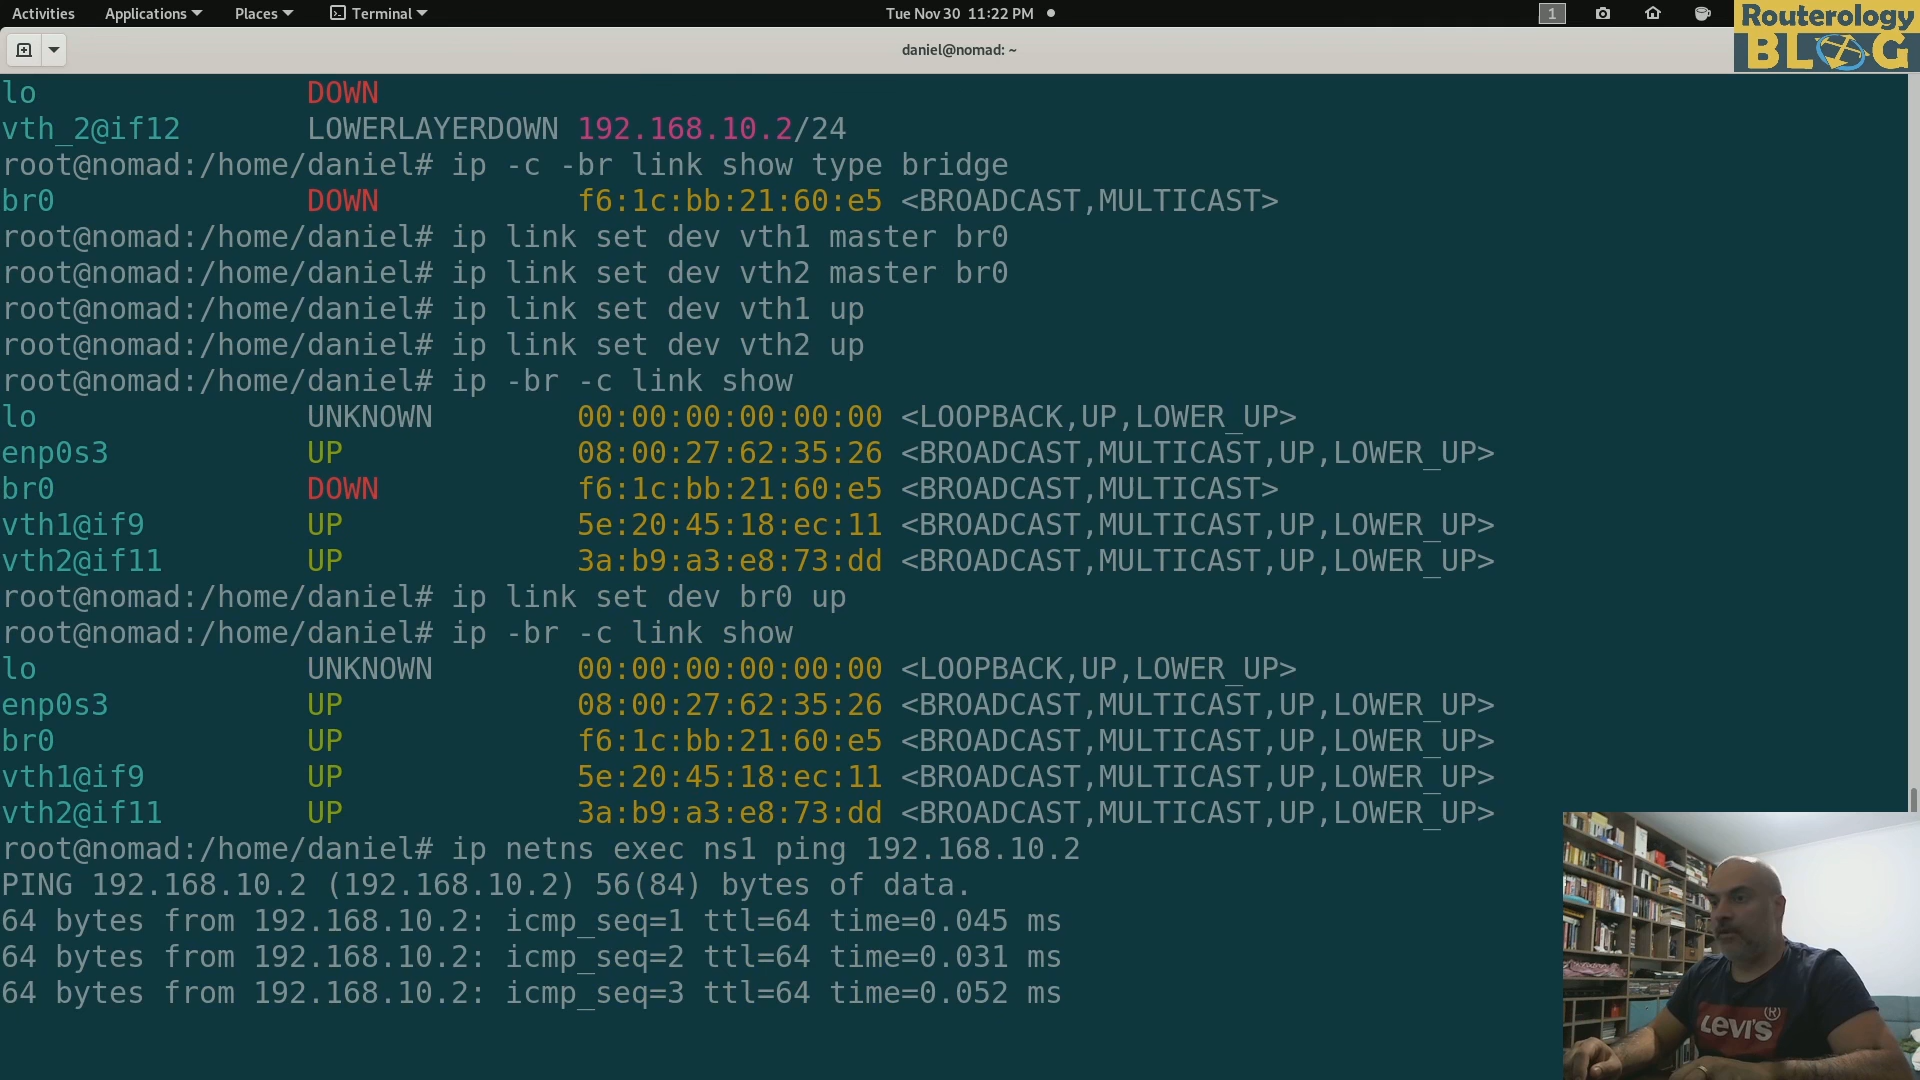 Activities Applications Places Terminal Tue Nov 30 11:22 PM 1
Routerology
BLOG
daniel@nomad: ~
lo DOWN
vth_2@if12 LOWERLAYERDOWN 192.168.10.2/24
root@nomad:/home/daniel# ip -c -br link show type bridge
br0 DOWN f6:1c:bb:21:60:e5 <BROADCAST,MULTICAST>
root@nomad:/home/daniel# ip link set dev vth1 master br0
root@nomad:/home/daniel# ip link set dev vth2 master br0
root@nomad:/home/daniel# ip link set dev vth1 up
root@nomad:/home/daniel# ip link set dev vth2 up
root@nomad:/home/daniel# ip -br -c link show
lo UNKNOWN 00:00:00:00:00:00 <LOOPBACK,UP,LOWER_UP>
enp0s3 UP 08:00:27:62:35:26 <BROADCAST,MULTICAST,UP,LOWER_UP>
br0 DOWN f6:1c:bb:21:60:e5 <BROADCAST,MULTICAST>
vth1@if9 UP 5e:20:45:18:ec:11 <BROADCAST,MULTICAST,UP,LOWER_UP>
vth2@if11 UP 3a:b9:a3:e8:73:dd <BROADCAST,MULTICAST,UP,LOWER_UP>
root@nomad:/home/daniel# ip link set dev br0 up
root@nomad:/home/daniel# ip -br -c link show
lo UNKNOWN 00:00:00:00:00:00 <LOOPBACK,UP,LOWER_UP>
enp0s3 UP 08:00:27:62:35:26 <BROADCAST,MULTICAST,UP,LOWER_UP>
br0 UP f6:1c:bb:21:60:e5 <BROADCAST,MULTICAST,UP,LOWER_UP>
vth1@if9 UP 5e:20:45:18:ec:11 <BROADCAST,MULTICAST,UP,LOWER_UP>
vth2@if11 UP 3a:b9:a3:e8:73:dd <BROADCAST,MULTICAST,UP,LOWER_UP>
root@nomad:/home/daniel# ip netns exec ns1 ping 192.168.10.2
PING 192.168.10.2 (192.168.10.2) 56(84) bytes of data.
64 bytes from 192.168.10.2: icmp_seq=1 ttl=64 time=0.045 ms
64 bytes from 192.168.10.2: icmp_seq=2 ttl=64 time=0.031 ms
64 bytes from 192.168.10.2: icmp_seq=3 ttl=64 time=0.052 ms
LEVI'S®